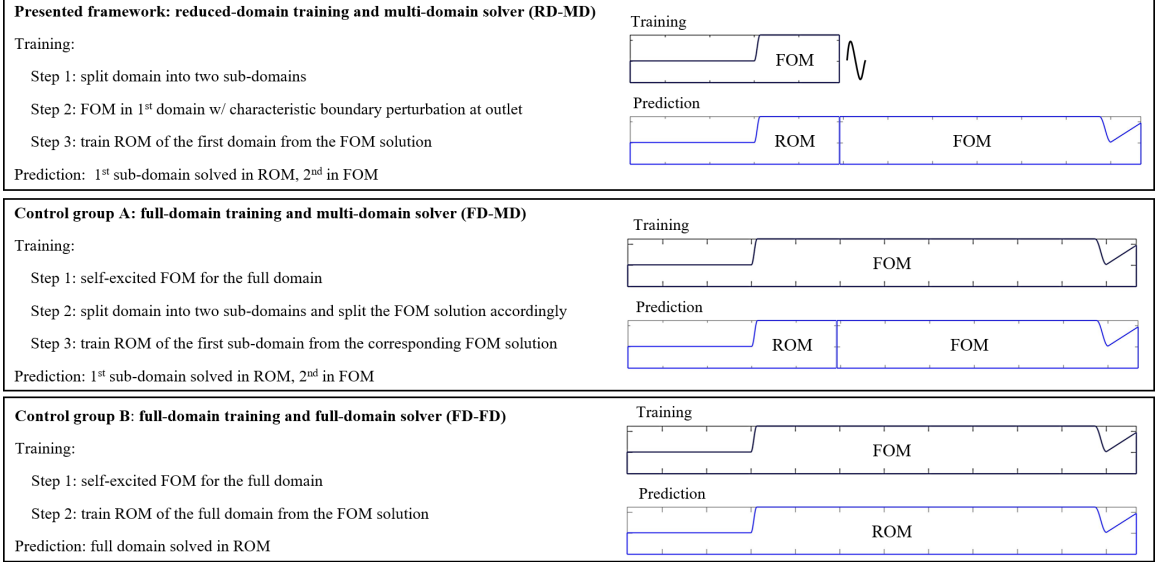 Presented framework: reduced-domain training and multi-domain solver (RD-MD)
Training:
Step 1: split domain into two sub-domains
Step 2: FOM in 1st domain w/ characteristic boundary perturbation at outlet
Step 3: train ROM of the first domain from the FOM solution
Prediction: 1st sub-domain solved in ROM, 2nd in FOM
Training
FOM
Prediction
ROM FOM
Control group A: full-domain training and multi-domain solver (FD-MD)
Training:
Step 1: self-excited FOM for the full domain
Step 2: split domain into two sub-domains and split the FOM solution accordingly
Step 3: train ROM of the first sub-domain from the corresponding FOM solution
Prediction: 1st sub-domain solved in ROM, 2nd in FOM
Training
FOM
Prediction
ROM FOM
Control group B: full-domain training and full-domain solver (FD-FD)
Training:
Step 1: self-excited FOM for the full domain
Step 2: train ROM of the full domain from the FOM solution
Prediction: full domain solved in ROM
Training
FOM
Prediction
ROM